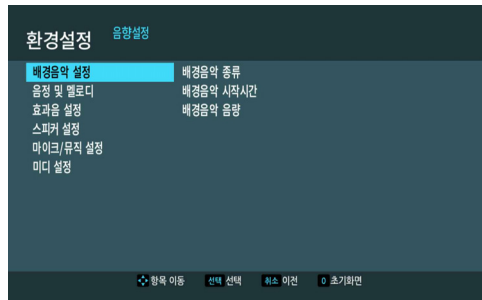 환경설정 음향설정
배경음악 설정 배경음악 종류
음정 및 멜로디 배경음악 시작시간
효과음 설정 배경음악 음량
스피커 설정
마이크/뮤직 설정
미디 설정
항목 이동 선택 선택 취소 이전 0 초기화면